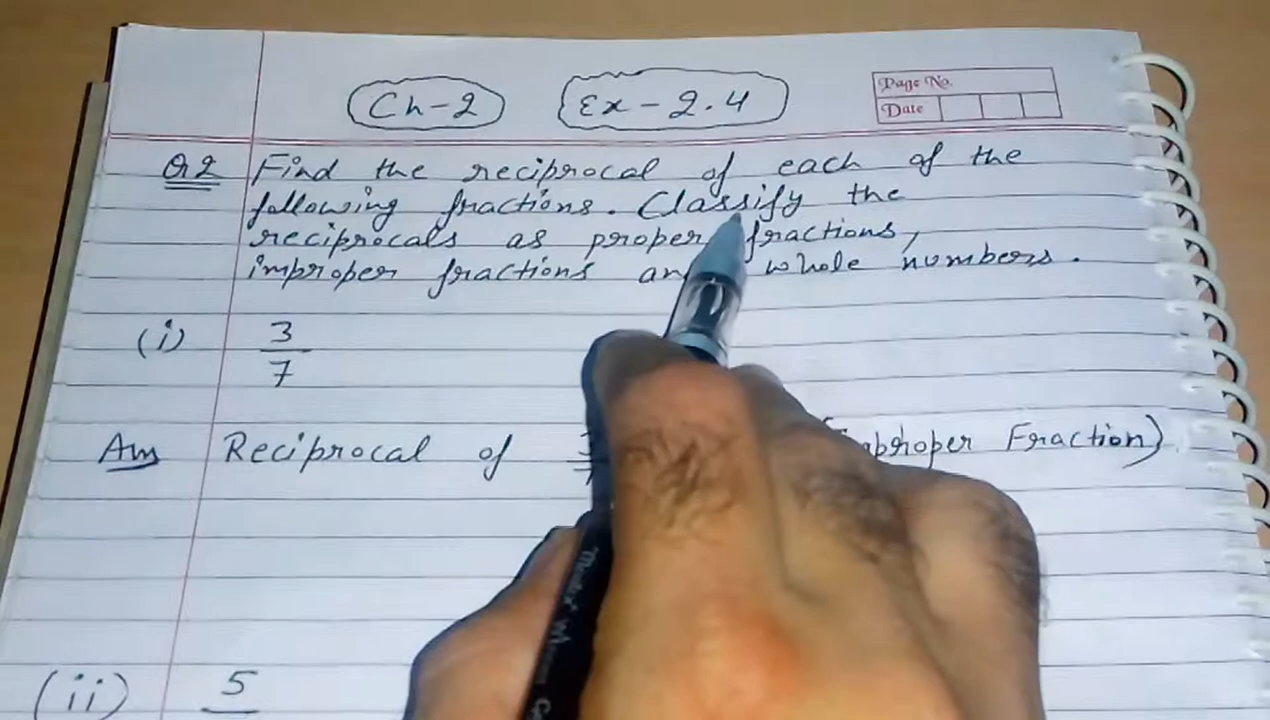 Ch-2 Ex-2.4
Page No.
Date
Q2 Find the reciprocal of each of the
following fractions. Classify the
reciprocals as proper fractions,
improper fractions whole numbers.
(i) 3
7
Ans Reciprocal of Fraction)
(ii) 5